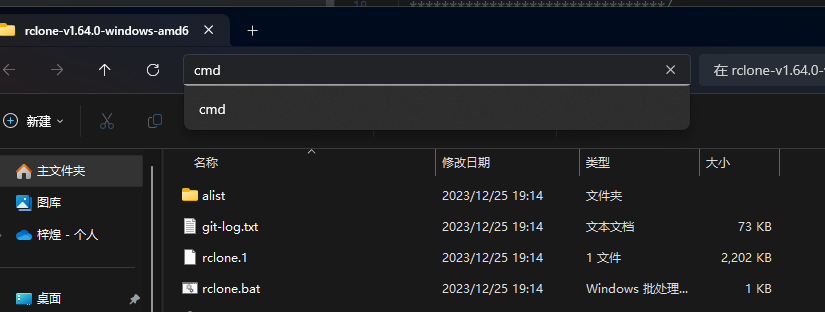 rclone-v1.64.0-windows-amd6
cmd
在 rclone-v1.64.0-
cmd
新建
名称 修改日期 类型 大小
主文件夹
图库
梓煌 - 个人
桌面
alist 2023/12/25 19:14 文件夹
git-log.txt 2023/12/25 19:14 文本文档 73 KB
rclone.1 2023/12/25 19:14 1 文件 2,202 KB
rclone.bat 2023/12/25 19:14 Windows 批处理... 1 KB